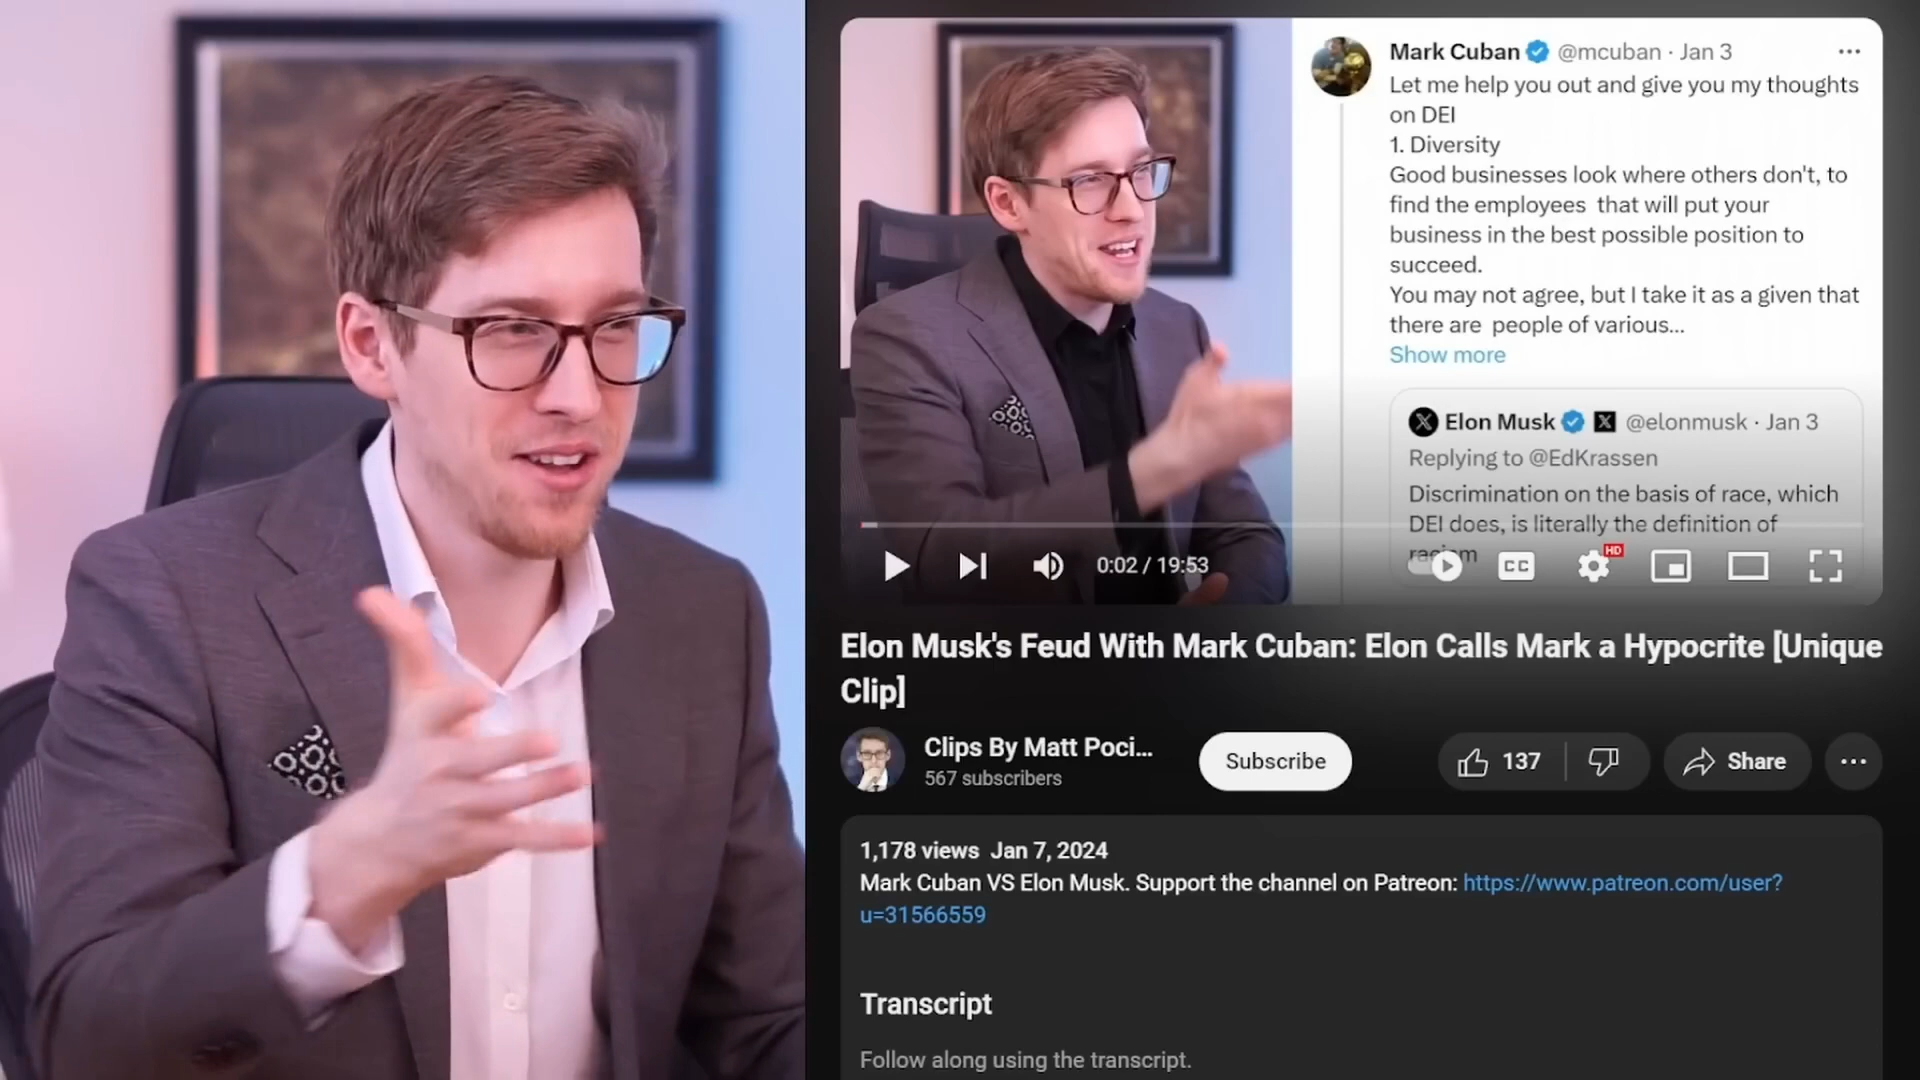 Mark Cuban @mcuban · Jan 3
Let me help you out and give you my thoughts
on DEI
1. Diversity
Good businesses look where others don't, to
find the employees that will put your
business in the best possible position to
succeed.
You may not agree, but I take it as a given that
there are people of various...
Show more
Elon Musk X @elonmusk · Jan 3
Replying to @EdKrassen
Discrimination on the basis of race, which
DEI does, is literally the definition of
racism
0:02 / 19:53
CC
HD
Elon Musk's Feud With Mark Cuban: Elon Calls Mark a Hypocrite [Unique
Clip]
Clips By Matt Poci...
567 subscribers
Subscribe
137
Share
1,178 views Jan 7, 2024
Mark Cuban VS Elon Musk. Support the channel on Patreon: https://www.patreon.com/user?
u=31566559
Transcript
Follow along using the transcript.